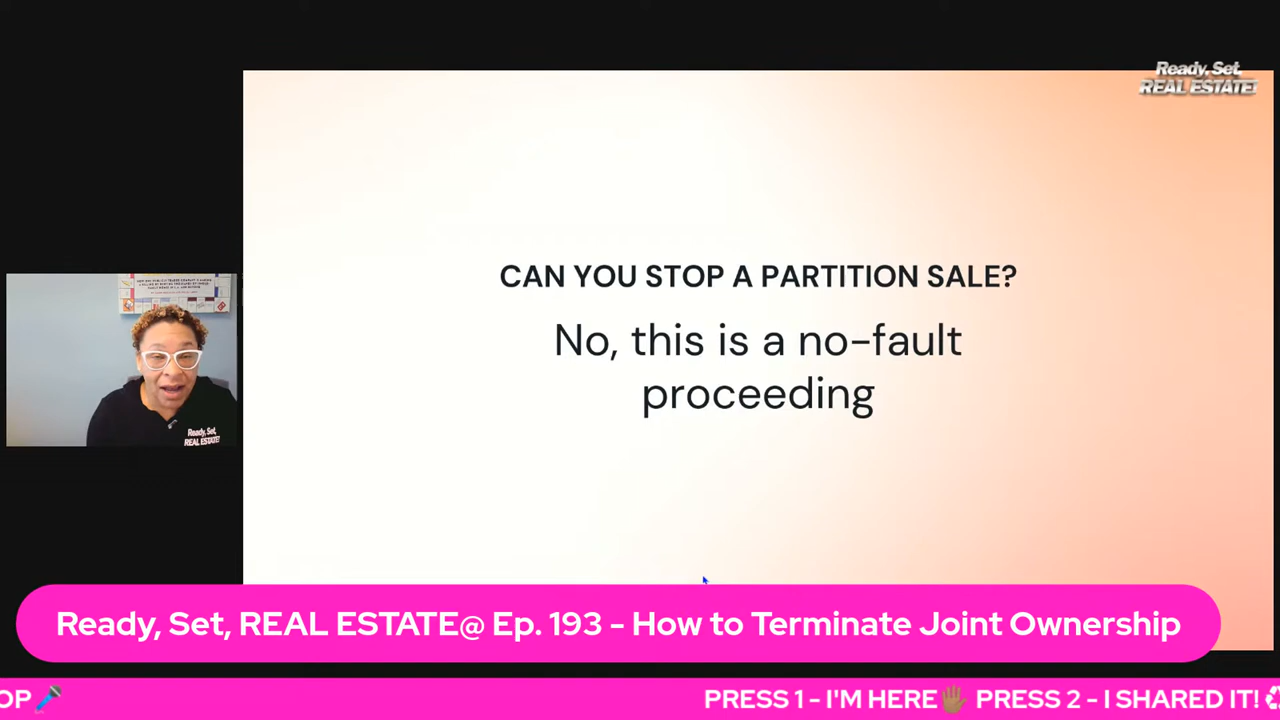 Ready, Set,
REAL ESTATE!
CAN YOU STOP A PARTITION SALE?
No, this is a no-fault
proceeding
Ready, Set,
REAL ESTATE!
Ready, Set, REAL ESTATE@ Ep. 193 - How to Terminate Joint Ownership
OP🎤 PRESS 1 - I'M HERE🖐🏾 PRESS 2 - I SHARED IT! ♻